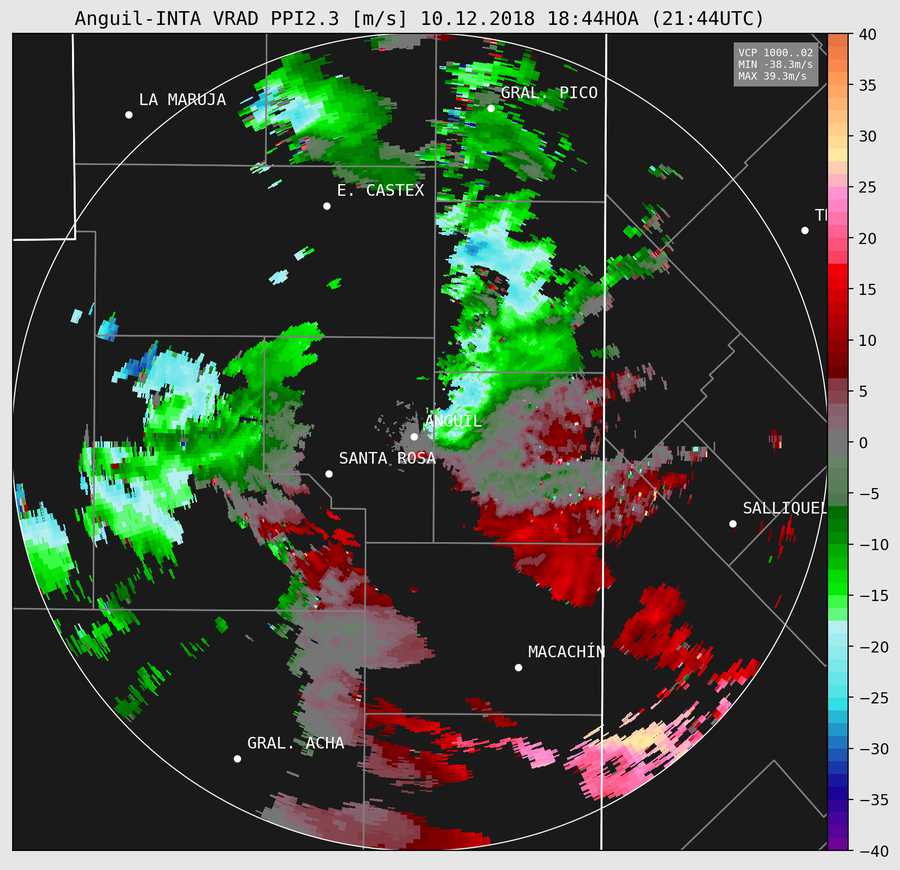 Anguil-INTA VRAD PPI2.3 [m/s] 10.12.2018 18:44HOA (21:44UTC)
VCP 1000..02
MIN -38.3m/s
MAX 39.3m/s
LA MARUJA
GRAL. PICO
E. CASTEX
ANGUIL
SANTA ROSA
SALLIQUEL
MACACHÍN
GRAL. ACHA
40
35
30
25
20
15
10
5
0
−5
−10
−15
−20
−25
−30
−35
−40